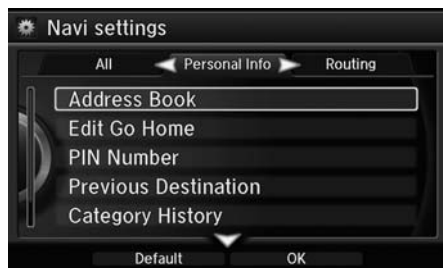 Navi settings
All Personal Info Routing
Address Book
Edit Go Home
PIN Number
Previous Destination
Category History
Default OK